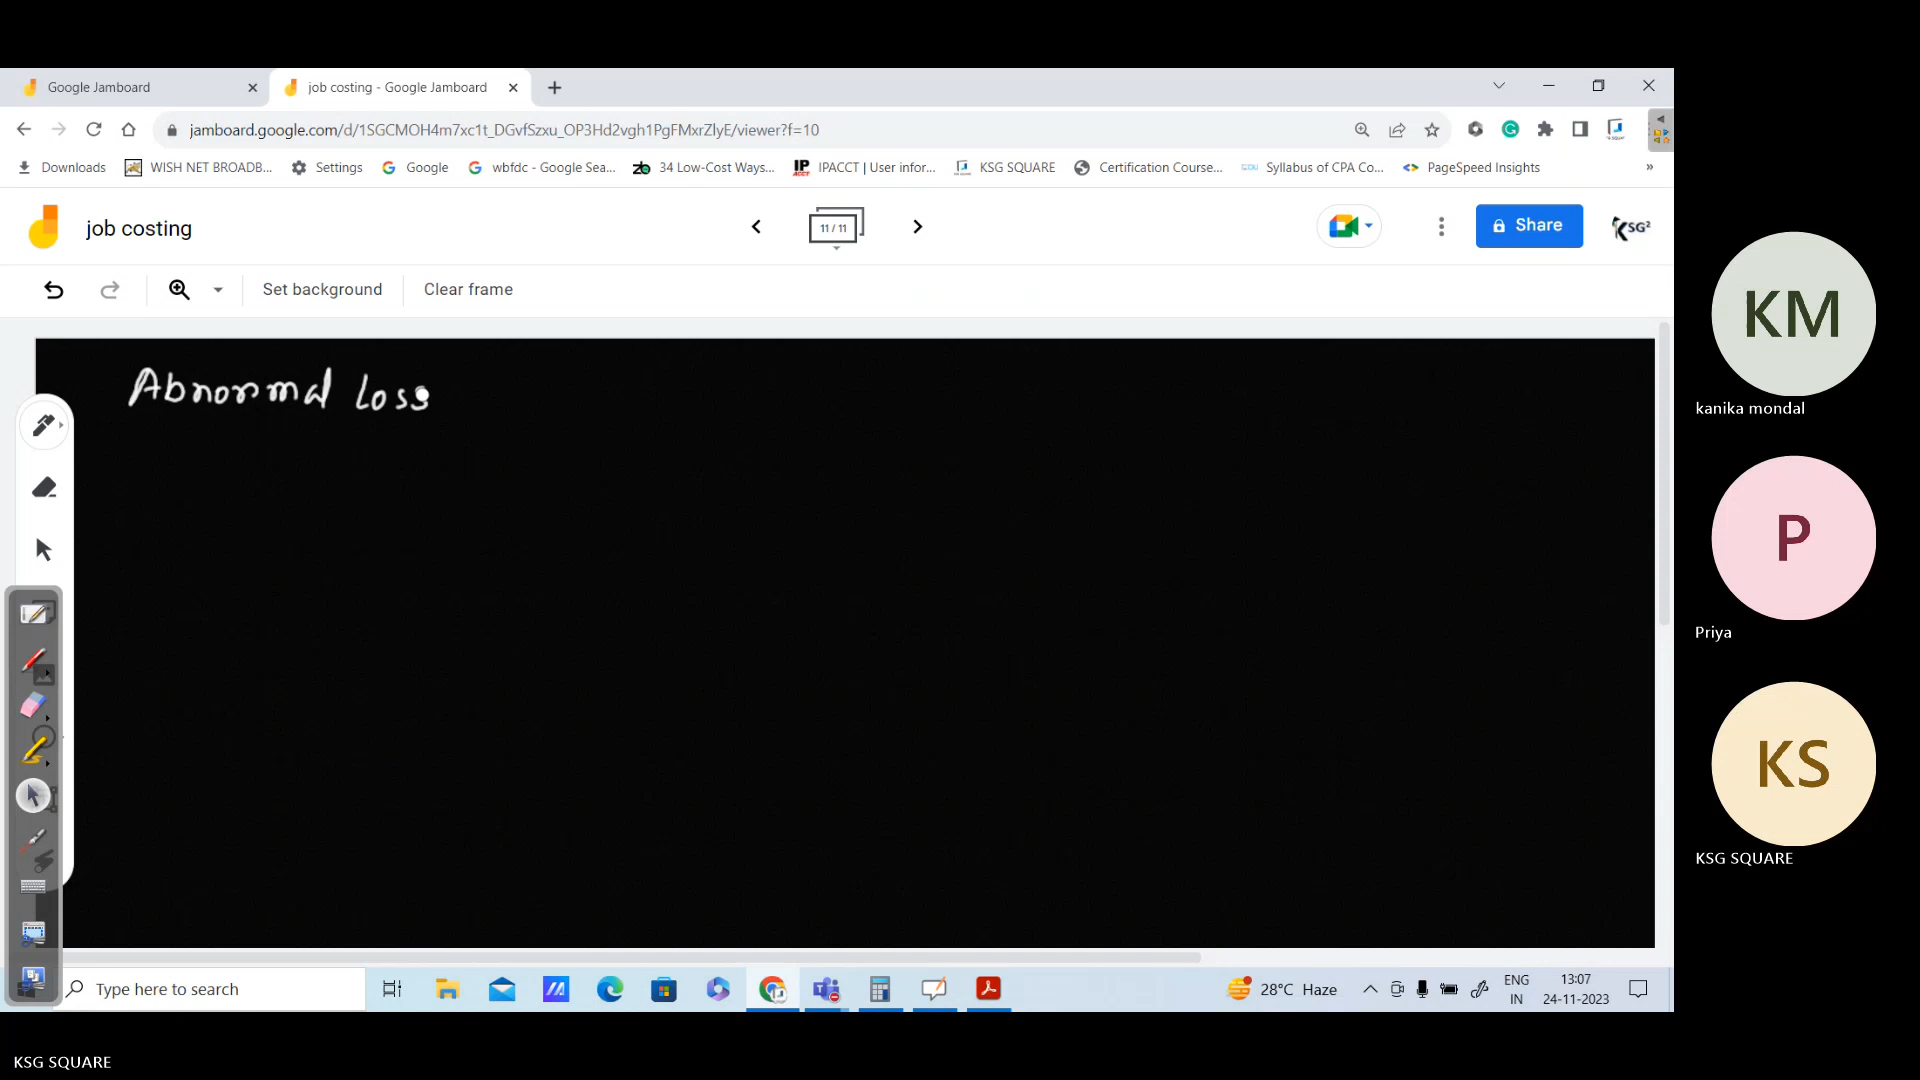 Google Jamboard
job costing - Google Jamboard
jamboard.google.com/d/1SGCMOH4m7xc1t_DGvfSzxu_OP3Hd2vgh1PgFMxrZlyE/viewer?f=10
Downloads
WISH NET BROADB...
Settings
Google
wbfdc - Google Sea...
34 Low-Cost Ways...
IPACCT | User infor...
KSG SQUARE
Certification Course...
Syllabus of CPA Co...
PageSpeed Insights
»
job costing
11 / 11
Share
KSG²
Set background
Clear frame
Abnormal Loss
KM
kanika mondal
P
Priya
KS
KSG SQUARE
Type here to search
28°C Haze
ENG
IN
13:07
24-11-2023
KSG SQUARE